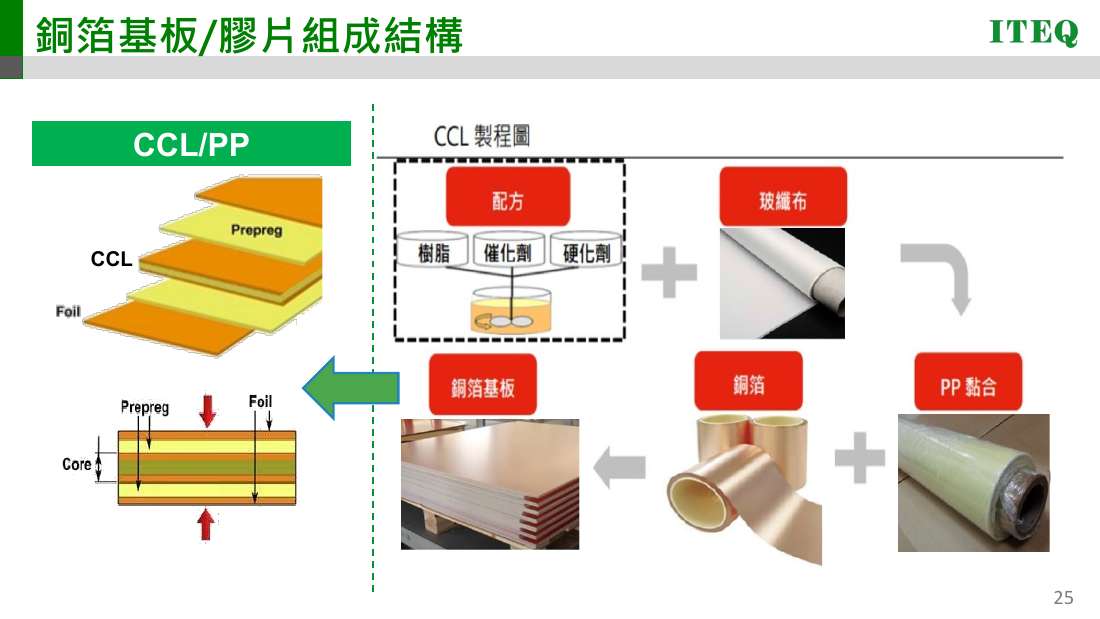 銅箔基板/膠片組成結構
ITEQ
CCL/PP
Prepreg
CCL
Foil
Prepreg
Foil
Core
CCL 製程圖
配方
樹脂
催化劑
硬化劑
玻纖布
銅箔基板
銅箔
PP 黏合
25